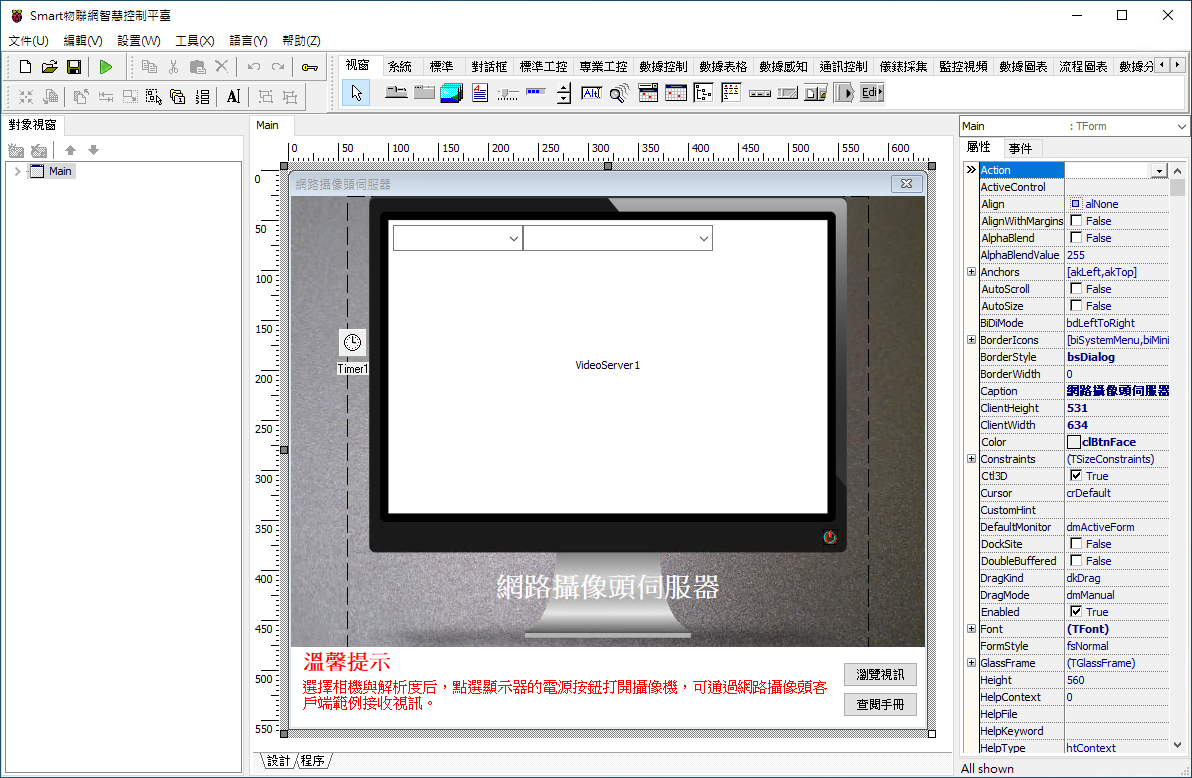 Smart物聯網智慧控制平臺
文件(U) 編輯(V) 設置(W) 工具(X) 語言(Y) 帮助(Z)
視窗 系統 標準 對話框 標準工控 專業工控 數據控制 數據表格 數據感知 通訊控制 儀錶採集 監控視頻 數據圖表 流程圖表 數據分
Edi
對象視窗
Main
Main
0 50 100 150 200 250 300 350 400 450 500 550 600
0
50
100
150
200
250
300
350
400
450
500
550
網路攝像頭伺服器
Timer1
VideoServer1
網路攝像頭伺服器
溫馨提示
選擇相機與解析度后，點選顯示器的電源按鈕打開攝像機，可通過網路攝像頭客
戶端範例接收視訊。
瀏覽視訊
查閱手冊
設計 程序
Main : TForm
屬性 事件
Action
ActiveControl
Align alNone
AlignWithMargins False
AlphaBlend False
AlphaBlendValue 255
Anchors [akLeft,akTop]
AutoScroll False
AutoSize False
BiDiMode bdLeftToRight
BorderIcons [biSystemMenu,biMini
BorderStyle bsDialog
BorderWidth 0
Caption 網路攝像頭伺服器
ClientHeight 531
ClientWidth 634
Color clBtnFace
Constraints (TSizeConstraints)
Ctl3D True
Cursor crDefault
CustomHint
DefaultMonitor dmActiveForm
DockSite False
DoubleBuffered False
DragKind dkDrag
DragMode dmManual
Enabled True
Font (TFont)
FormStyle fsNormal
GlassFrame (TGlassFrame)
Height 560
HelpContext 0
HelpFile
HelpKeyword
HelpType htContext
All shown